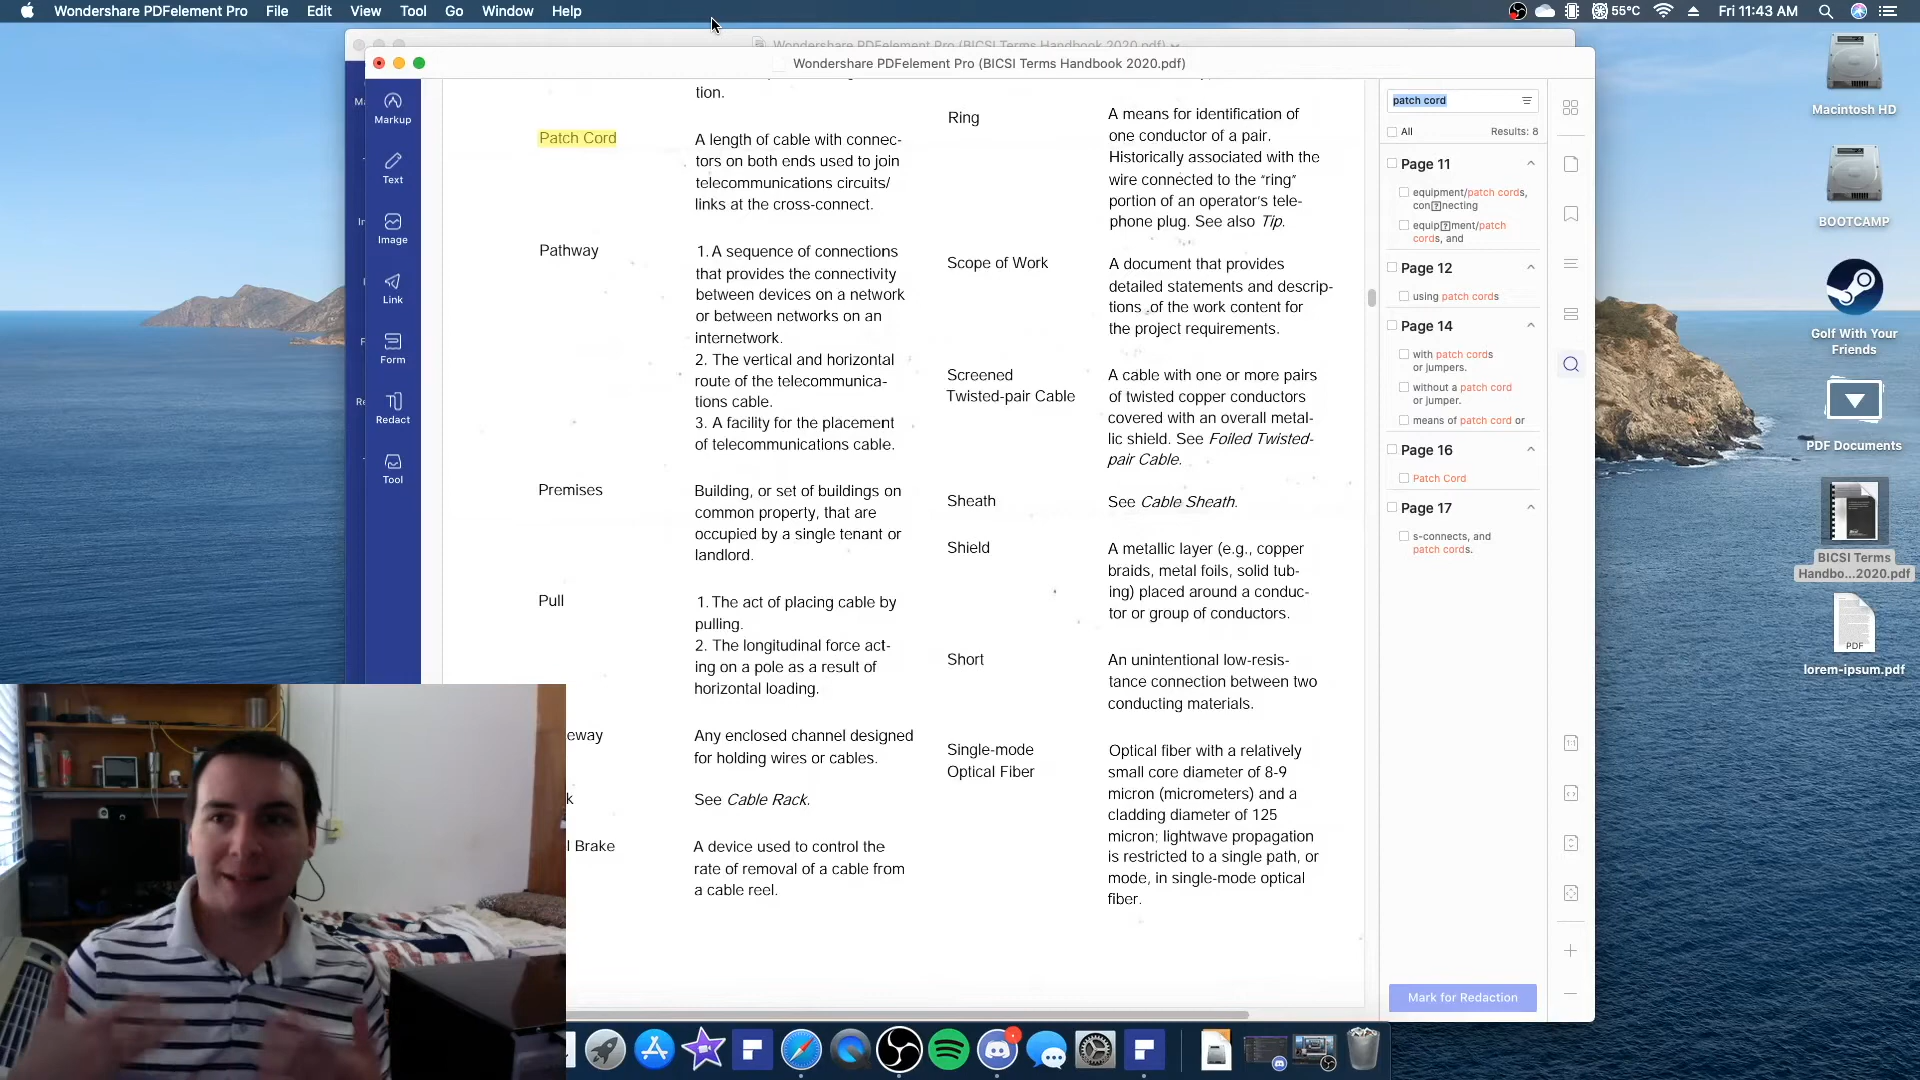 Wondershare PDFelement Pro File Edit View Tool Go Window Help
55°C Fri 11:43 AM
Wondershare PDFelement Pro (BICSI Terms Handbook 2020.pdf)
Wondershare PDFelement Pro (BICSI Terms Handbook 2020.pdf)
Markup
Text
Image
Link
Form
Redact
Tool
tion.
Patch Cord
A length of cable with connec-
tors on both ends used to join
telecommunications circuits/
links at the cross-connect.
Pathway
1. A sequence of connections
that provides the connectivity
between devices on a network
or between networks on an
internetwork.
2. The vertical and horizontal
route of the telecommunica-
tions cable.
3. A facility for the placement
of telecommunications cable.
Premises
Building, or set of buildings on
common property, that are
occupied by a single tenant or
landlord.
Pull
1. The act of placing cable by
pulling.
2. The longitudinal force act-
ing on a pole as a result of
horizontal loading.
eway
Any enclosed channel designed
for holding wires or cables.
k
See Cable Rack.
l Brake
A device used to control the
rate of removal of a cable from
a cable reel.
Ring
A means for identification of
one conductor of a pair.
Historically associated with the
wire connected to the “ring”
portion of an operator's tele-
phone plug. See also Tip.
Scope of Work
A document that provides
detailed statements and descrip-
tions of the work content for
the project requirements.
Screened
Twisted-pair Cable
A cable with one or more pairs
of twisted copper conductors
covered with an overall metal-
lic shield. See Foiled Twisted-
pair Cable.
Sheath
See Cable Sheath.
Shield
A metallic layer (e.g., copper
braids, metal foils, solid tub-
ing) placed around a conduc-
tor or group of conductors.
Short
An unintentional low-resis-
tance connection between two
conducting materials.
Single-mode
Optical Fiber
Optical fiber with a relatively
small core diameter of 8-9
micron (micrometers) and a
cladding diameter of 125
micron; lightwave propagation
is restricted to a single path, or
mode, in single-mode optical
fiber.
patch cord
All Results: 8
Page 11
equipment/patch cords,
con?necting
equip?ment/patch
cords, and
Page 12
using patch cords
Page 14
with patch cords
or jumpers.
without a patch cord
or jumper.
means of patch cord or
Page 16
Patch Cord
Page 17
s-connects, and
patch cords.
Mark for Redaction
Macintosh HD
BOOTCAMP
Golf With Your
Friends
PDF Documents
BICSI Terms
Handbo...2020.pdf
PDF
lorem-ipsum.pdf